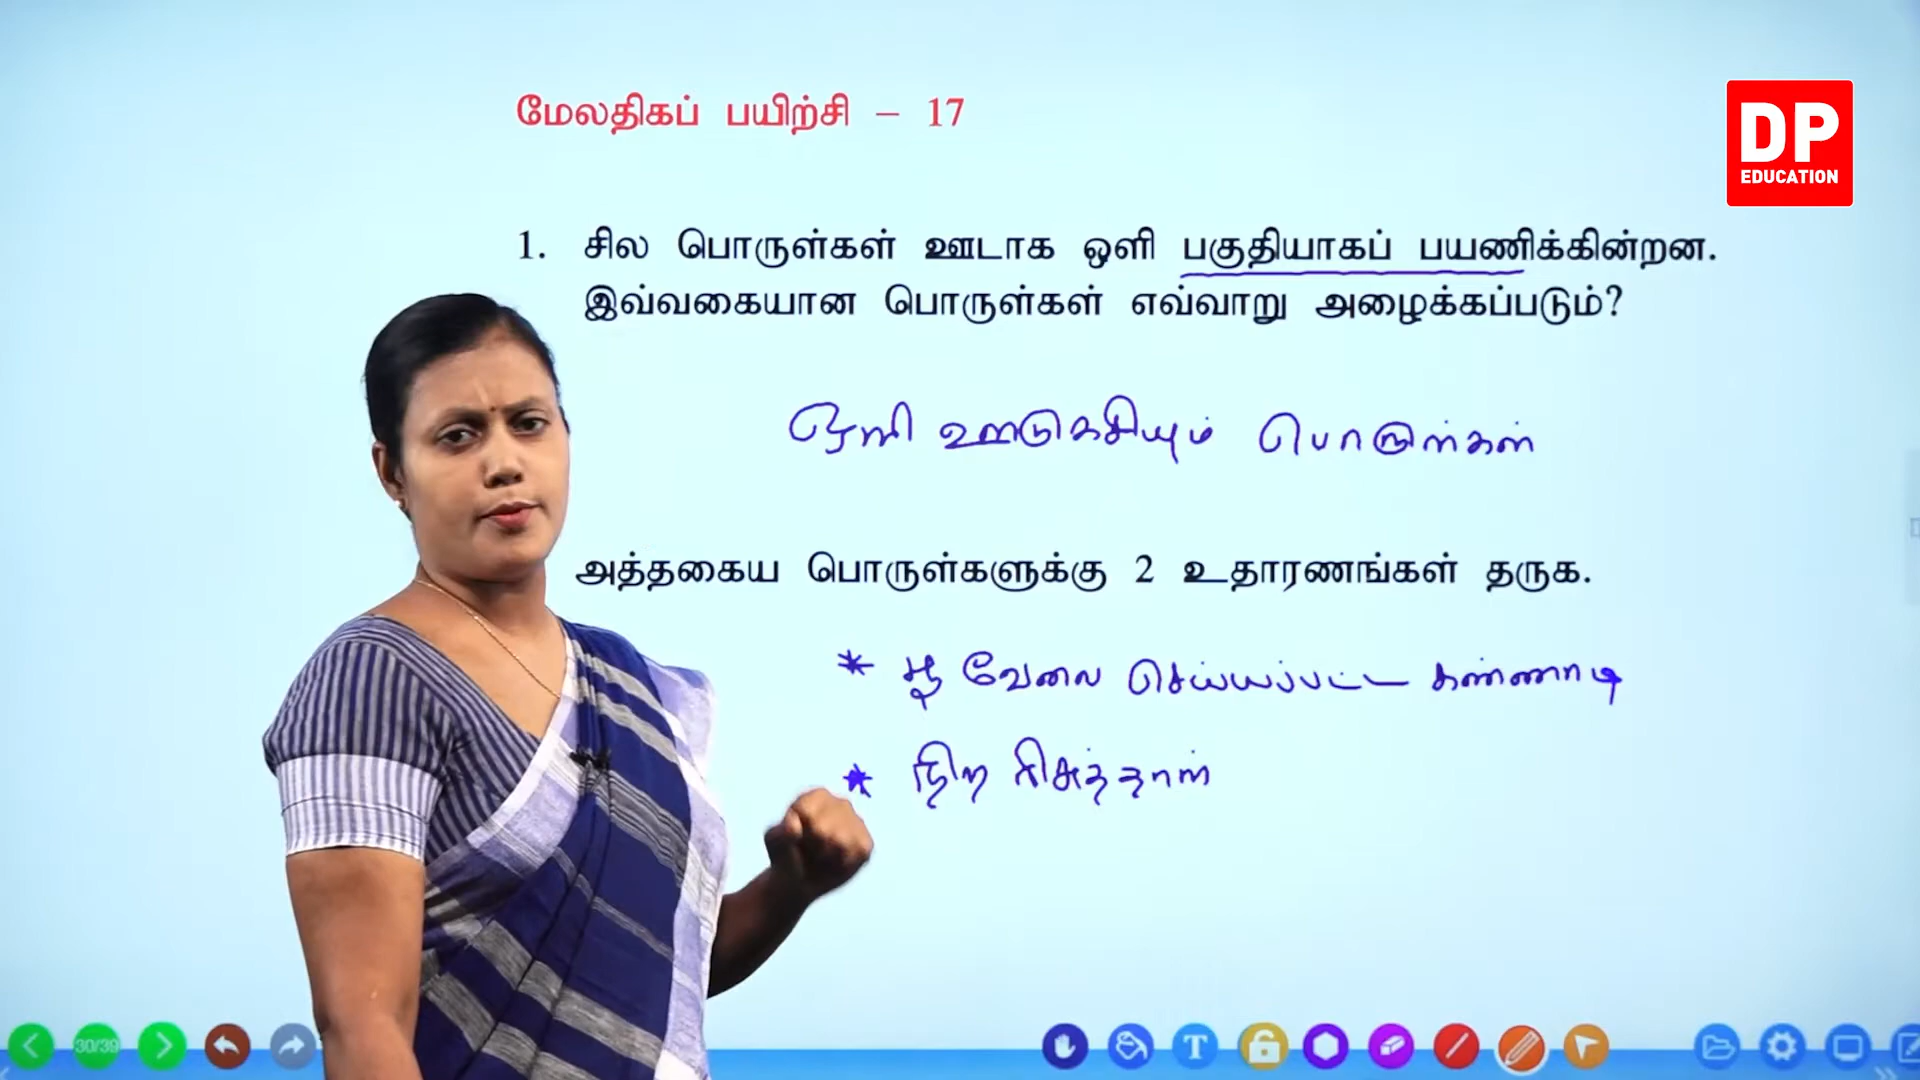 மேலதிகப் பயிற்சி – 17
DP
EDUCATION
1. சில பொருள்கள் ஊடாக ஒளி பகுதியாகப் பயணிக்கின்றன.
இவ்வகையான பொருள்கள் எவ்வாறு அழைக்கப்படும்?
ஒளி ஊடுகசியும் பொருள்கள்
அத்தகைய பொருள்களுக்கு 2 உதாரணங்கள் தருக.
* பூ வேலை செய்யப்பட்ட கண்ணாடி
* நிற ரிசுத்தாள்
30/39
T